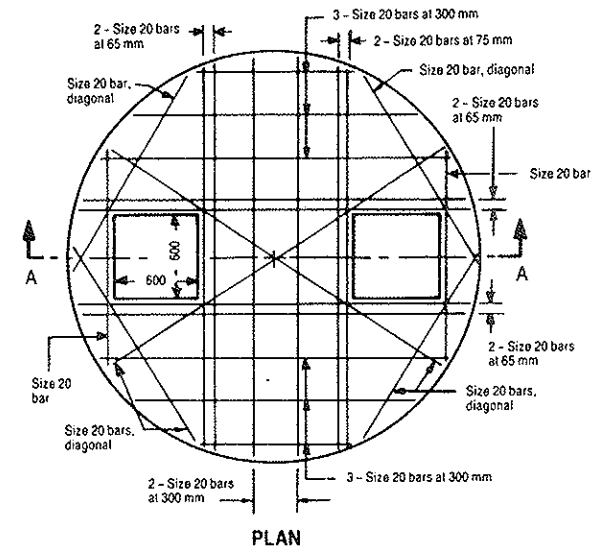 3 - Size 20 bars at 300 mm
2 - Size 20 bars
at 65 mm
2 - Size 20 bars at 75 mm
Size 20 bar,
diagonal
Size 20 bar, diagonal
2 - Size 20 bars
at 65 mm
Size 20 bar
600
600
A
A
2 - Size 20 bars
at 65 mm
Size 20
bar
Size 20 bars,
diagonal
Size 20 bars,
diagonal
2 - Size 20 bars
at 300 mm
3 - Size 20 bars at 300 mm
PLAN